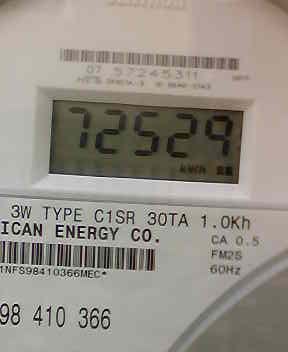 07 57245311
72529
kWh
3W TYPE C1SR 30TA 1.0Kh
ICAN ENERGY CO.
CA 0.5
FM2S
60Hz
1NFS98410366MEC*
98 410 366